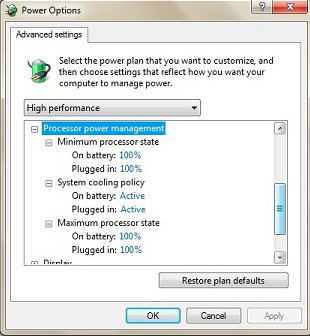 Power Options
Advanced settings
Select the power plan that you want to customize, and
then choose settings that reflect how you want your
computer to manage power.
High performance
Processor power management
Minimum processor state
On battery: 100%
Plugged in: 100%
System cooling policy
On battery: Active
Plugged in: Active
Maximum processor state
On battery: 100%
Plugged in: 100%
Display
Restore plan defaults
OK
Cancel
Apply